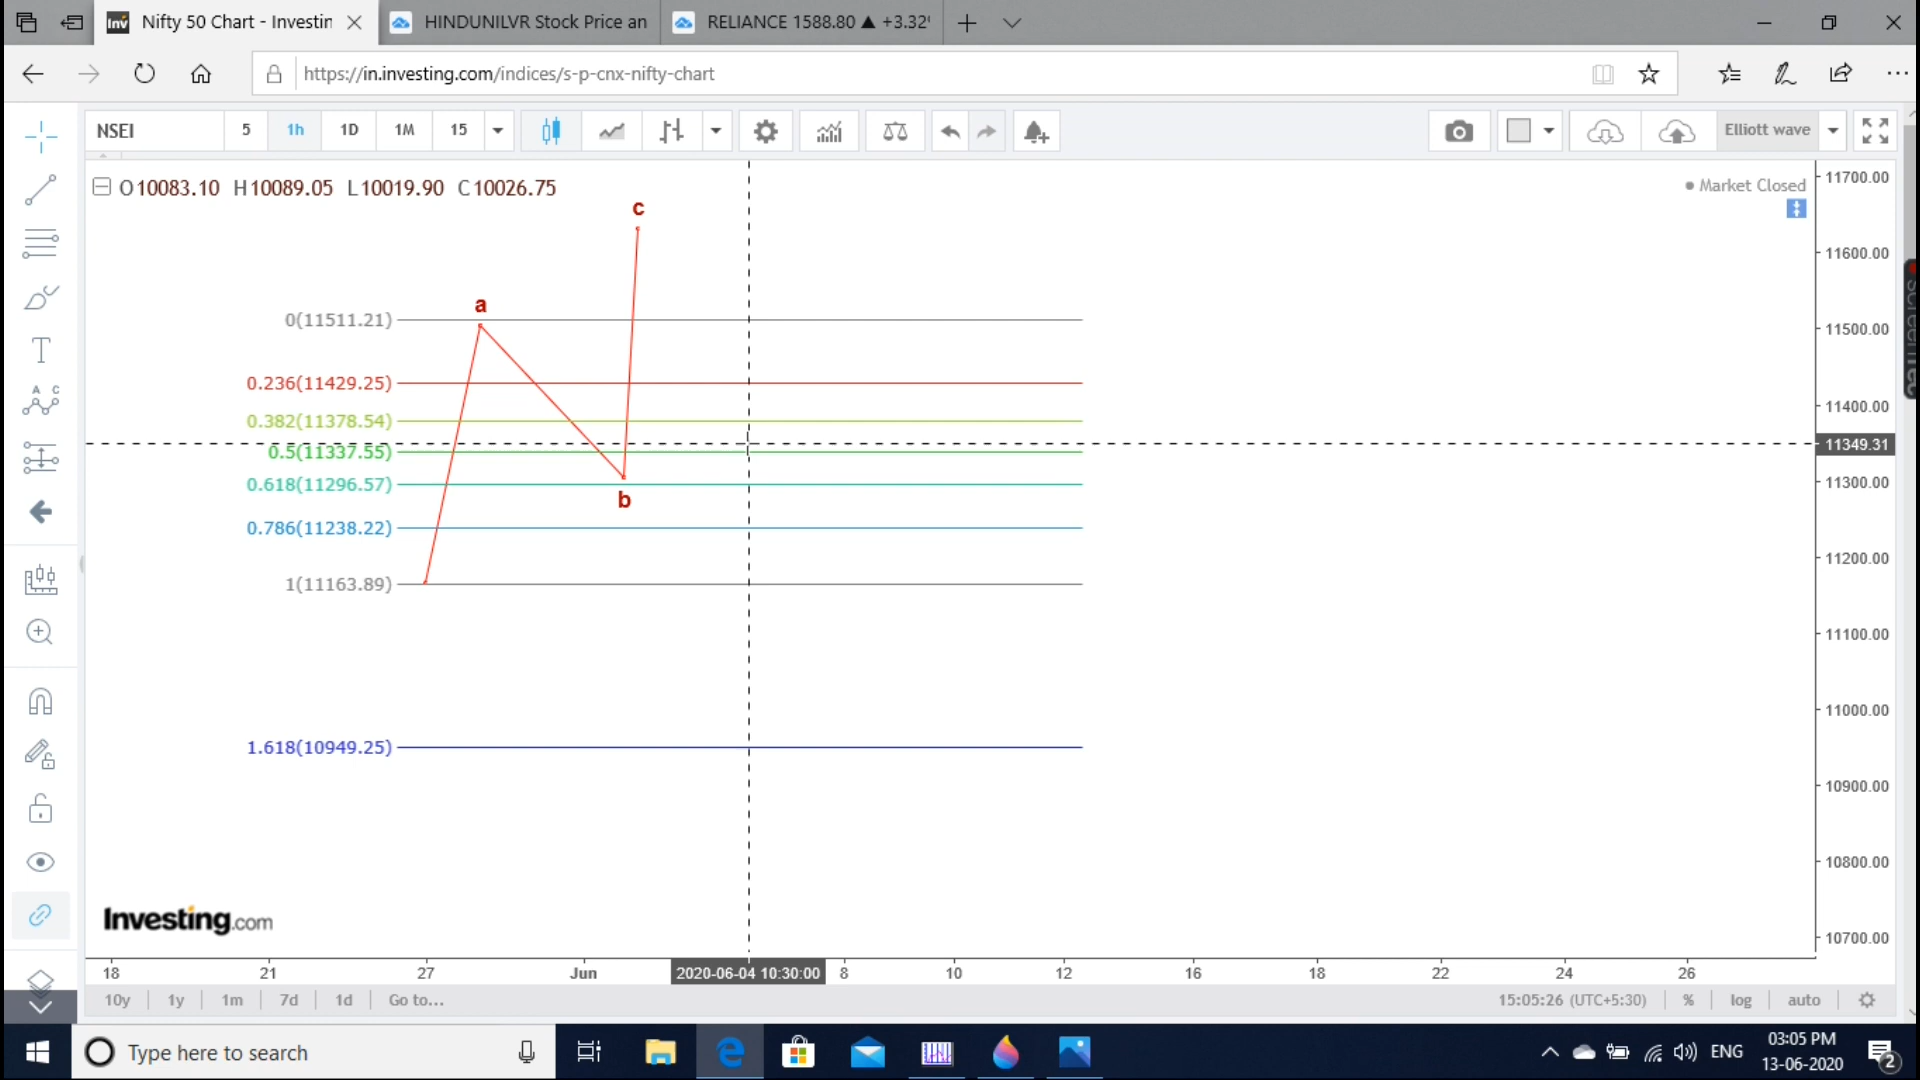 Nifty 50 Chart - Investin
HINDUNILVR Stock Price an
RELIANCE 1588.80 ▲ +3.32
https://in.investing.com/indices/s-p-cnx-nifty-chart
NSEI 5 1h 1D 1M 15
Elliott wave
O10083.10 H10089.05 L10019.90 C10026.75
Market Closed
11700.00
11600.00
11500.00
11400.00
11349.31
11300.00
11200.00
11100.00
11000.00
10900.00
10800.00
10700.00
c
a
b
0(11511.21)
0.236(11429.25)
0.382(11378.54)
0.5(11337.55)
0.618(11296.57)
0.786(11238.22)
1(11163.89)
1.618(10949.25)
Investing.com
18 21 27 Jun 2020-06-04 10:30:00 8 10 12 16 18 22 24 26
10y 1y 1m 7d 1d Go to...
15:05:26 (UTC+5:30) % log auto
Type here to search
ENG
03:05 PM
13-06-2020
2